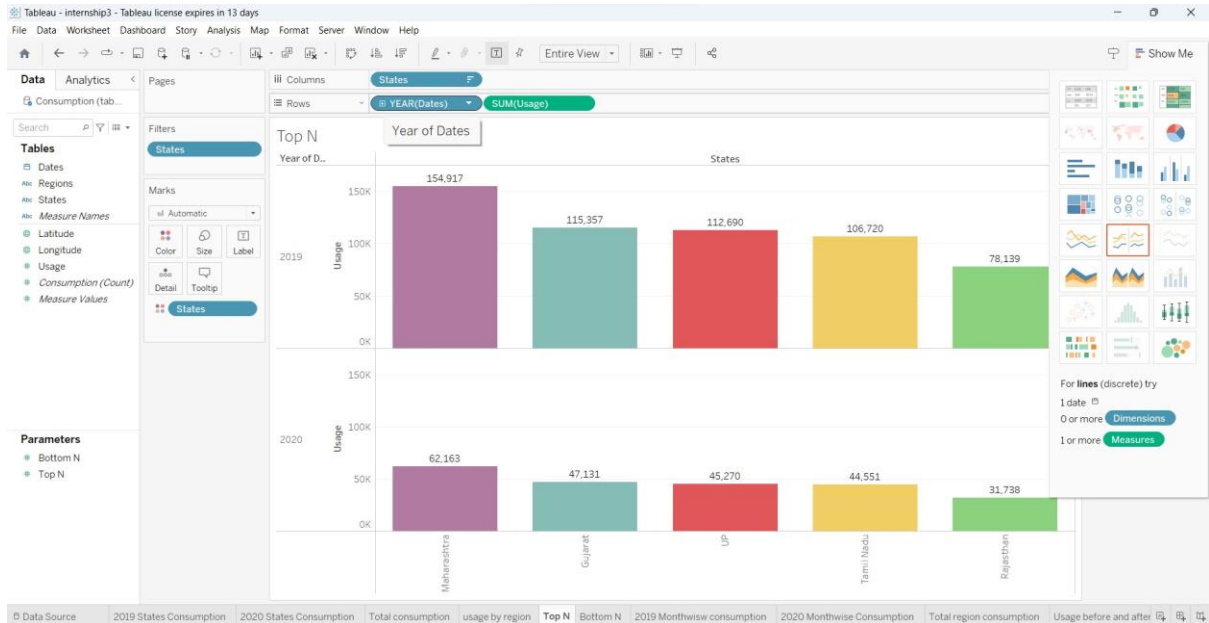 Tableau - internship3 - Tableau license expires in 13 days
File Data Worksheet Dashboard Story Analysis Map Format Server Window Help
Entire View
Show Me
Data Analytics
Consumption (tab...
Search
Tables
Dates
Abc Regions
Abc States
Abc Measure Names
Latitude
Longitude
Usage
Consumption (Count)
Measure Values
Parameters
Bottom N
Top N
Pages
Filters
States
Marks
Automatic
Color Size Label
Detail Tooltip
States
Columns States
Rows YEAR(Dates) SUM(Usage)
Year of Dates
Top N
Year of D..
States
2019
Usage
150K
100K
50K
0K
154,917
115,357
112,690
106,720
78,139
2020
Usage
150K
100K
50K
0K
62,163
47,131
45,270
44,551
31,738
Maharashtra
Gujarat
UP
Tamil Nadu
Rajasthan
For lines (discrete) try
1 date
0 or more Dimensions
1 or more Measures
Data Source 2019 States Consumption 2020 States Consumption Total consumption usage by region Top N Bottom N 2019 Monthwisw consumption 2020 Monthwise Consumption Total region consumption Usage before and after